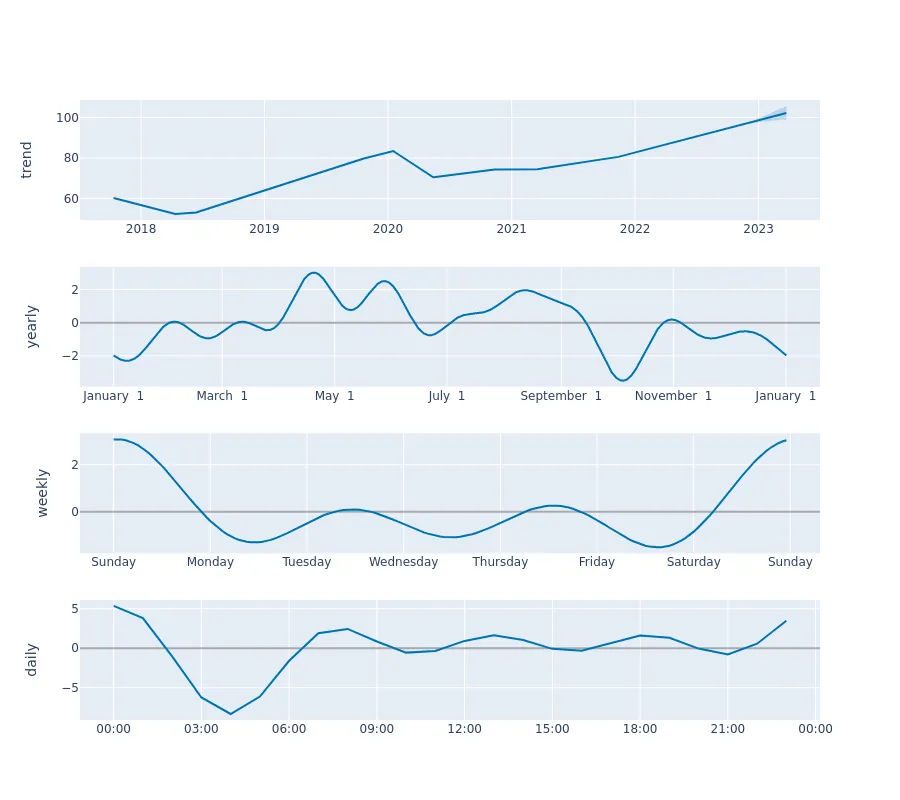 trend
100
80
60
2018 2019 2020 2021 2022 2023
yearly
2
0
−2
January 1 March 1 May 1 July 1 September 1 November 1 January 1
weekly
2
0
Sunday Monday Tuesday Wednesday Thursday Friday Saturday Sunday
daily
5
0
−5
00:00 03:00 06:00 09:00 12:00 15:00 18:00 21:00 00:00